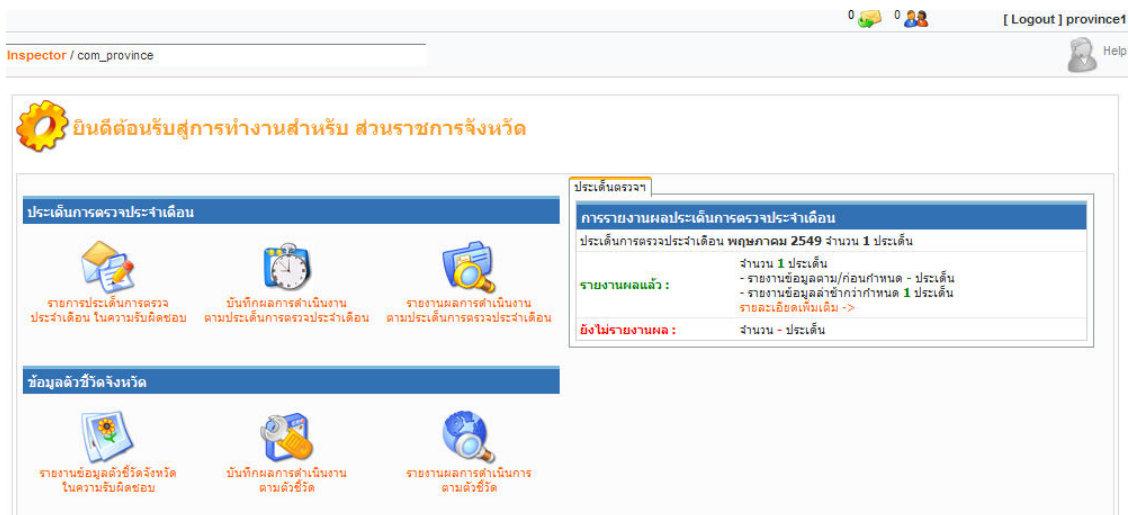 0 0 [ Logout ] province1
Inspector / com_province
Help
ยินดีต้อนรับสู่การทำงานสำหรับ ส่วนราชการจังหวัด
ประเด็นการตรวจประจำเดือน
รายการประเด็นการตรวจ
ประจำเดือน ในความรับผิดชอบ
บันทึกผลการดำเนินงาน
ตามประเด็นการตรวจประจำเดือน
รายงานผลการดำเนินงาน
ตามประเด็นการตรวจประจำเดือน
ข้อมูลตัวชี้วัดจังหวัด
รายงานข้อมูลตัวชี้วัดจังหวัด
ในความรับผิดชอบ
บันทึกผลการดำเนินงาน
ตามตัวชี้วัด
รายงานผลการดำเนินการ
ตามตัวชี้วัด
ประเด็นตรวจฯ
การรายงานผลประเด็นการตรวจประจำเดือน
ประเด็นการตรวจประจำเดือน พฤษภาคม 2549 จำนวน 1 ประเด็น
รายงานผลแล้ว :
จำนวน 1 ประเด็น
- รายงานข้อมูลตาม/ก่อนกำหนด - ประเด็น
- รายงานข้อมูลล่าช้ากว่ากำหนด 1 ประเด็น
รายละเอียดเพิ่มเติม ->
ยังไม่รายงานผล : จำนวน - ประเด็น